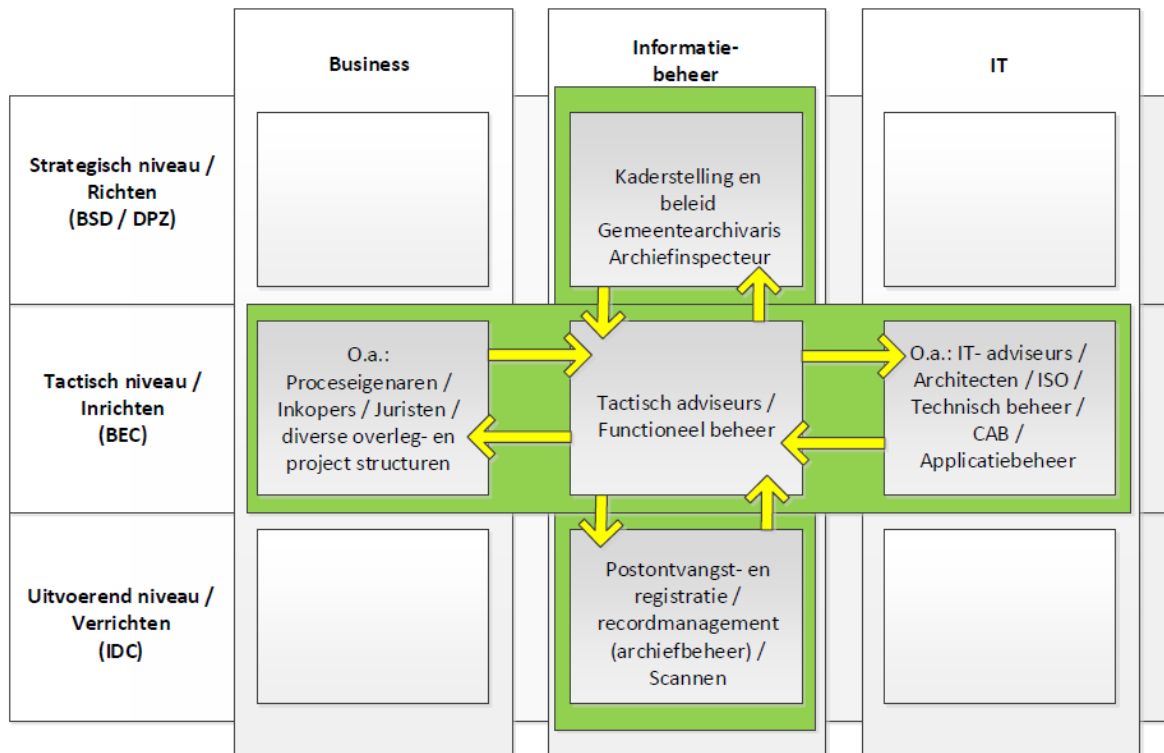 Business
Informatie-
beheer
IT
Strategisch niveau /
Richten
(BSD / DPZ)
Kaderstelling en
beleid
Gemeentearchivaris
Archiefinspecteur
Tactisch niveau /
Inrichten
(BEC)
O.a.:
Proceseigenaren /
Inkopers / Juristen /
diverse overleg- en
project structuren
Tactisch adviseurs /
Functioneel beheer
O.a.: IT- adviseurs /
Architecten / ISO /
Technisch beheer /
CAB /
Applicatiebeheer
Uitvoerend niveau /
Verrichten
(IDC)
Postontvangst- en
registratie /
recordmanagement
(archiefbeheer) /
Scannen